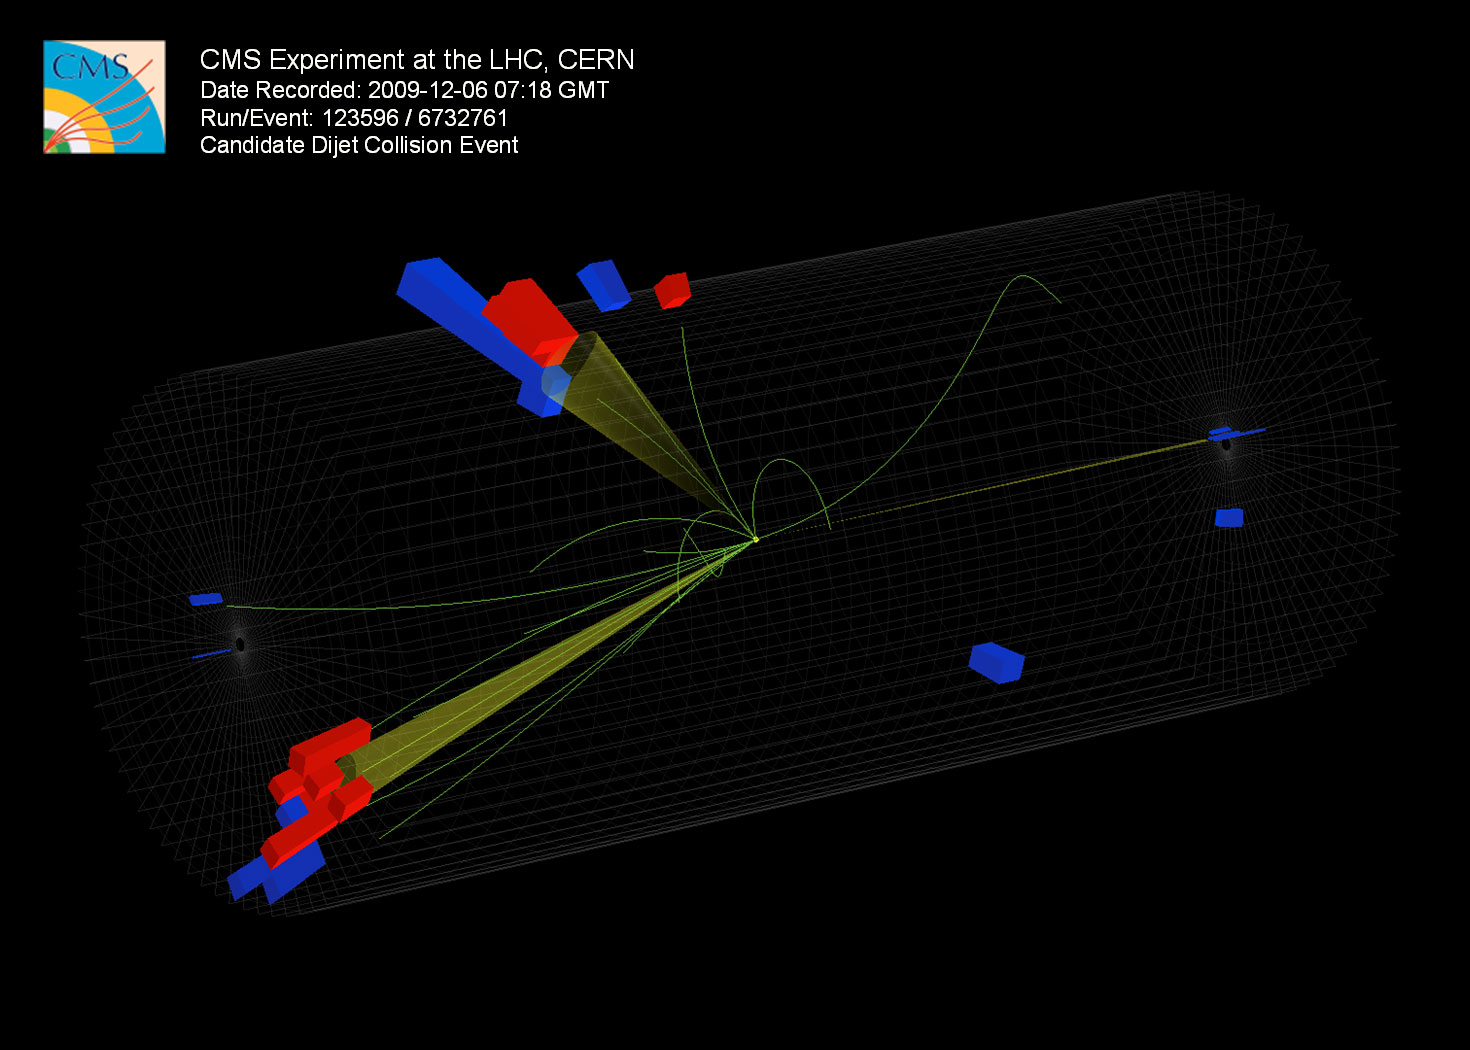 CMS
CMS Experiment at the LHC, CERN
Date Recorded: 2009-12-06 07:18 GMT
Run/Event: 123596 / 6732761
Candidate Dijet Collision Event